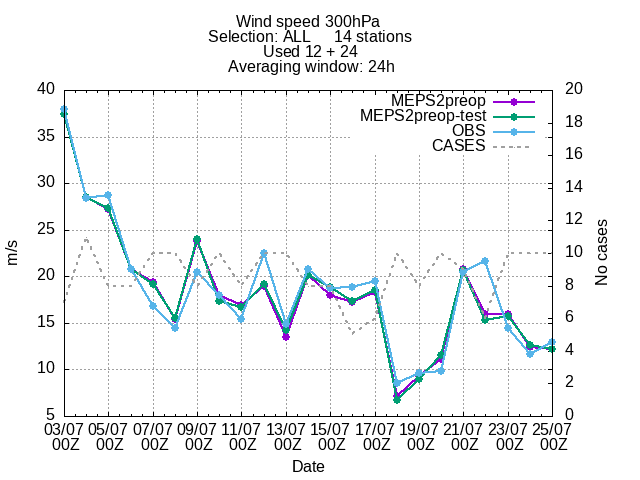 Wind speed 300hPa
Selection: ALL 14 stations
Used 12 + 24
Averaging window: 24h
MEPS2preop
MEPS2preop-test
OBS
CASES
40
35
30
25
20
15
10
5
m/s
20
18
16
14
12
10
8
6
4
2
0
No cases
03/07 05/07 07/07 09/07 11/07 13/07 15/07 17/07 19/07 21/07 23/07 25/07
00Z 00Z 00Z 00Z 00Z 00Z 00Z 00Z 00Z 00Z 00Z 00Z
Date